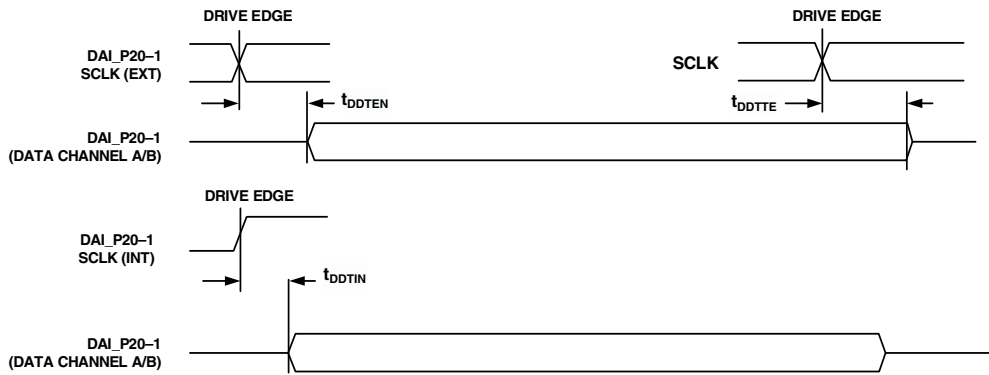 DRIVE EDGE
DRIVE EDGE
DAI_P20–1
SCLK (EXT)
SCLK
tDDTEN
tDDTTE
DAI_P20–1
(DATA CHANNEL A/B)
DRIVE EDGE
DAI_P20–1
SCLK (INT)
tDDTIN
DAI_P20–1
(DATA CHANNEL A/B)